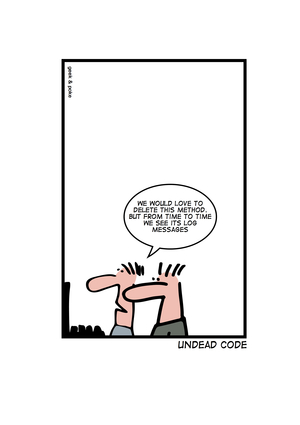 geek & poke
WE WOULD LOVE TO
DELETE THIS METHOD.
BUT FROM TIME TO TIME
WE SEE ITS LOG
MESSAGES
UNDEAD CODE